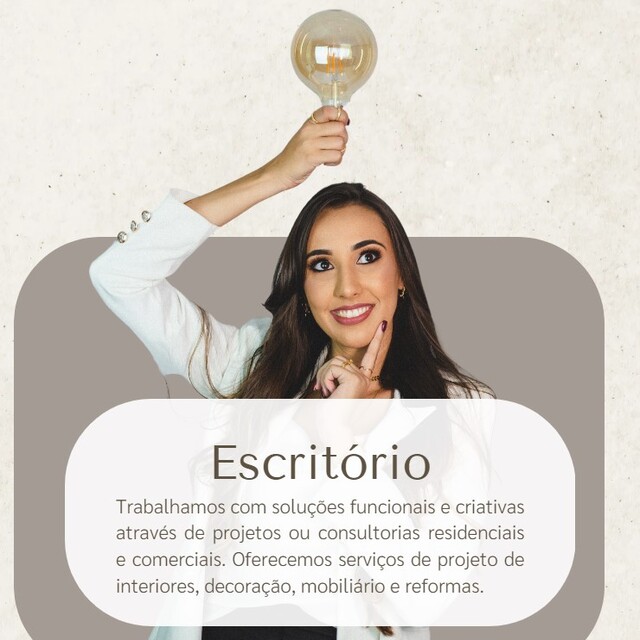 Escritório
Trabalhamos com soluções funcionais e criativas
através de projetos ou consultorias residenciais
e comerciais. Oferecemos serviços de projeto de
interiores, decoração, mobiliário e reformas.